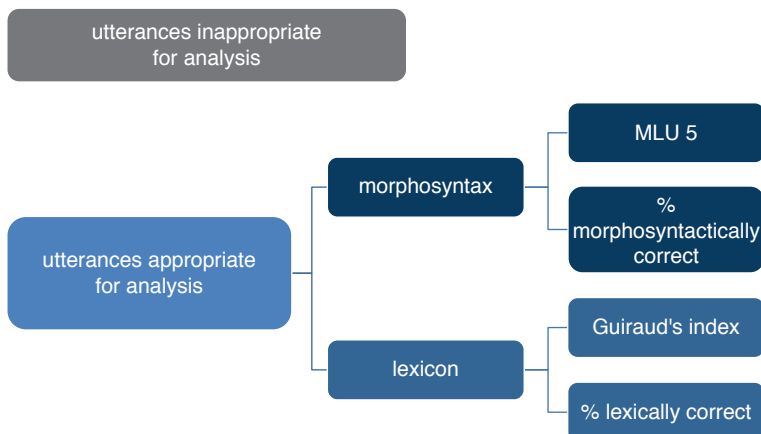 utterances inappropriate
for analysis
MLU 5
morphosyntax
%
morphosyntactically
correct
utterances appropriate
for analysis
Guiraud's index
lexicon
% lexically correct